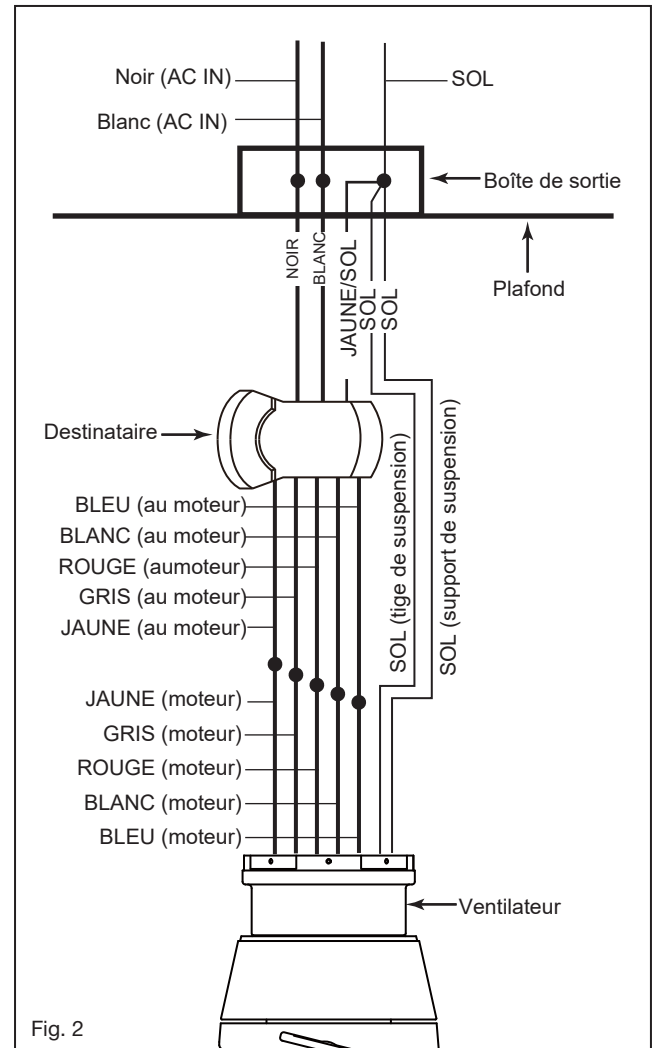 Noir (AC IN)
SOL
Blanc (AC IN)
Boîte de sortie
Plafond
NOIR
BLANC
JAUNE/SOL
SOL
SOL
Destinataire
BLEU (au moteur)
BLANC (au moteur)
ROUGE (aumoteur)
GRIS (au moteur)
JAUNE (au moteur)
SOL (tige de suspension)
SOL (support de suspension)
JAUNE (moteur)
GRIS (moteur)
ROUGE (moteur)
BLANC (moteur)
BLEU (moteur)
Ventilateur
Fig. 2